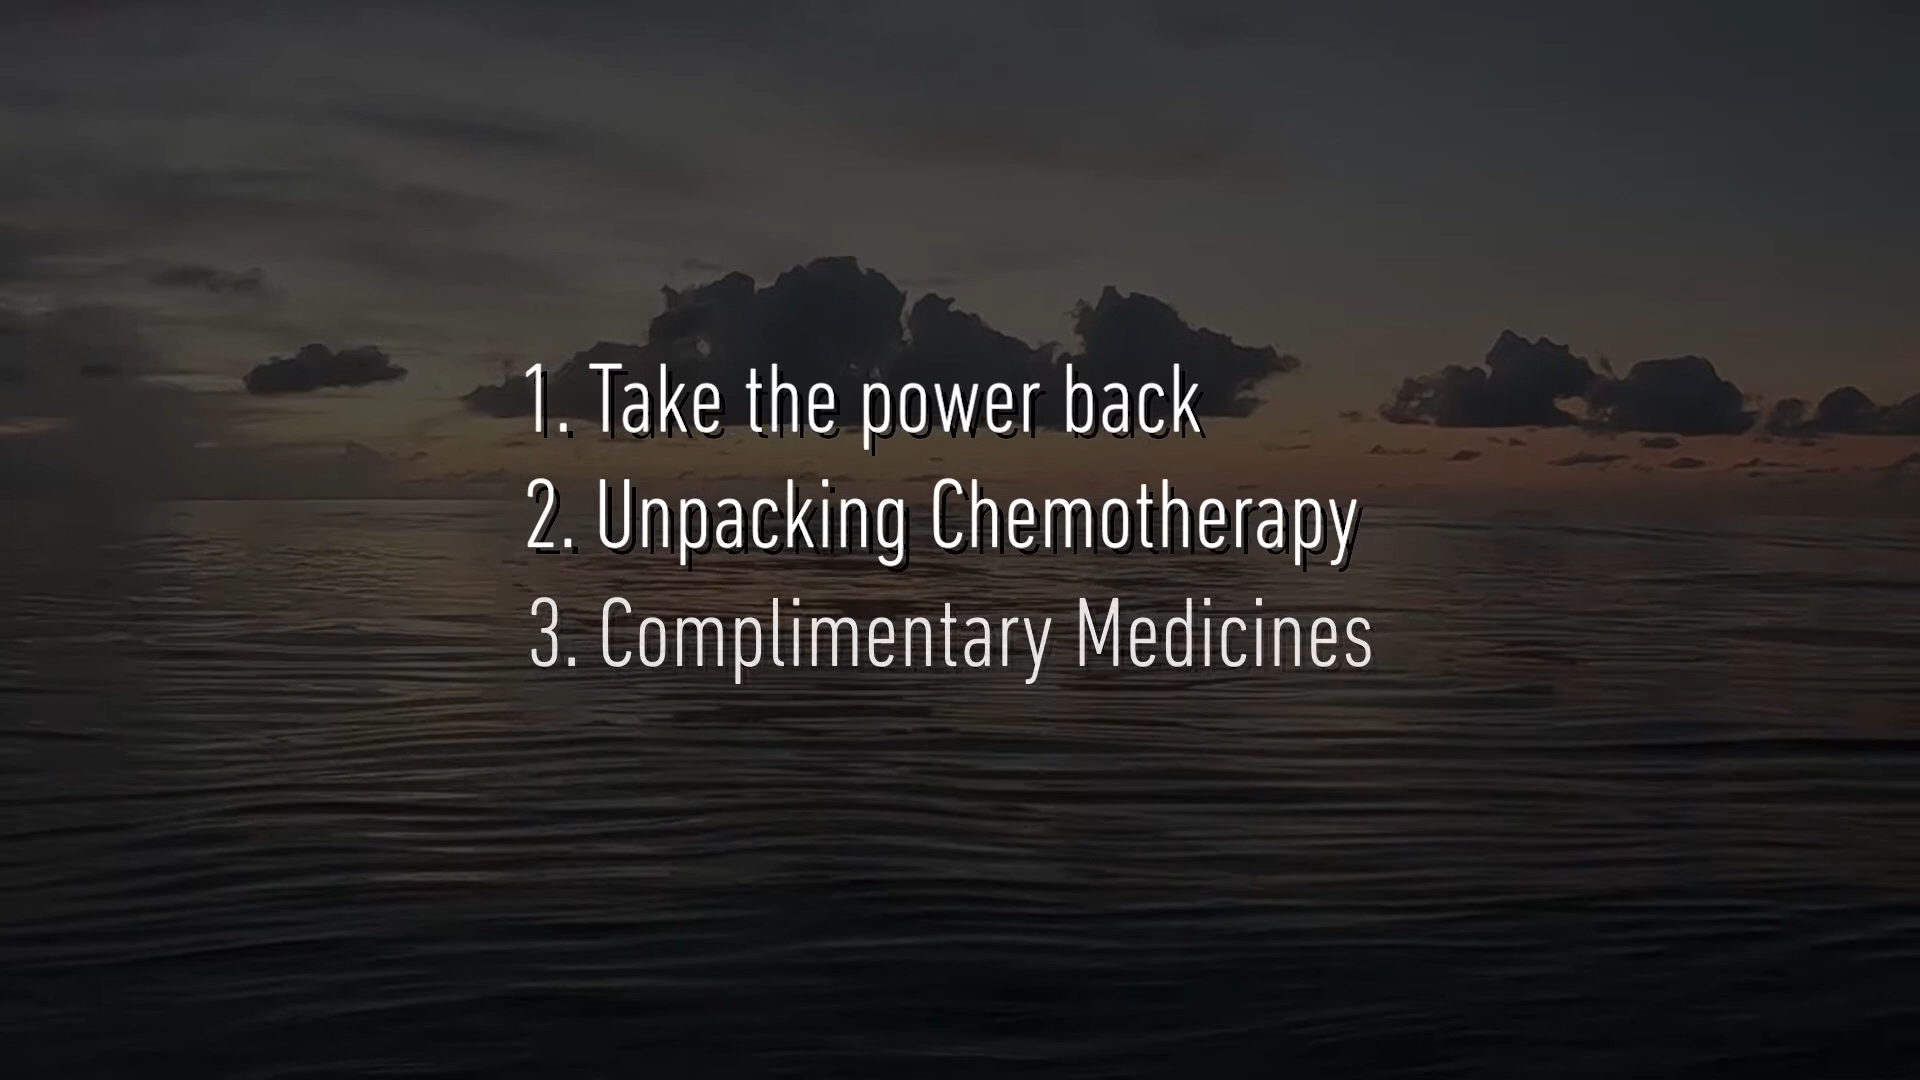 1. Take the power back
2. Unpacking Chemotherapy
3. Complimentary Medicines